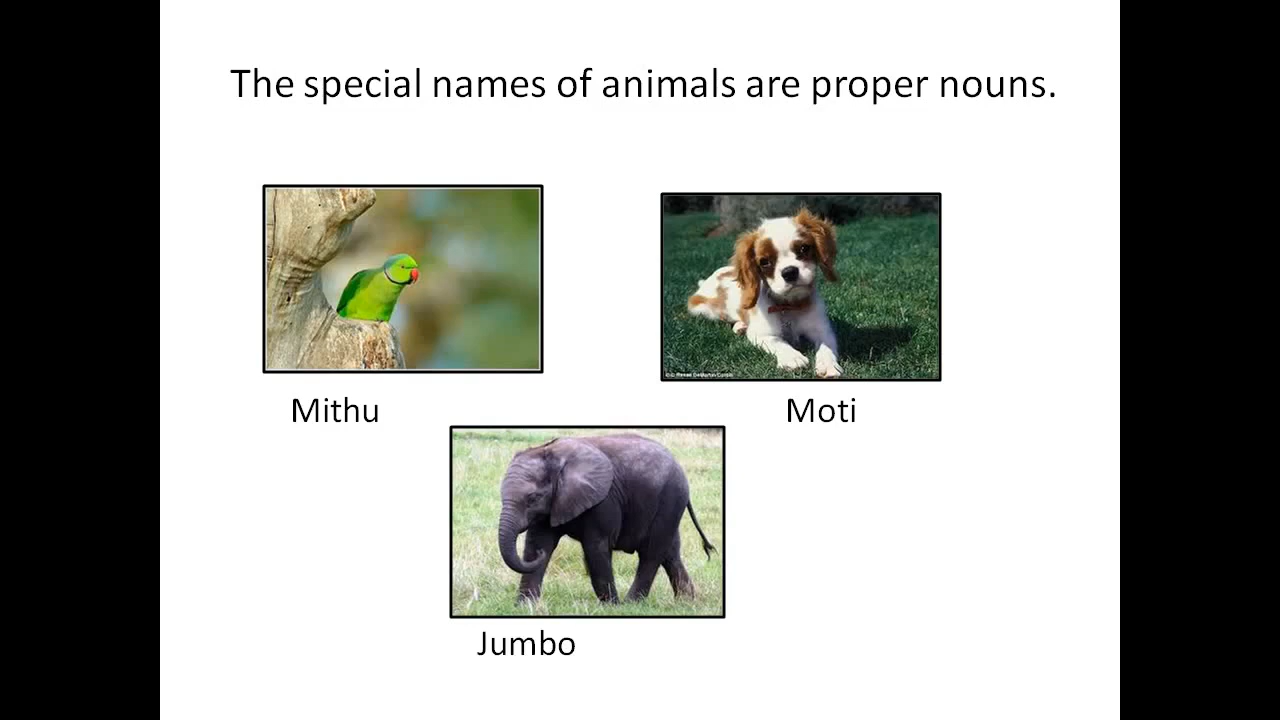 The special names of animals are proper nouns.
Mithu
Moti
Jumbo